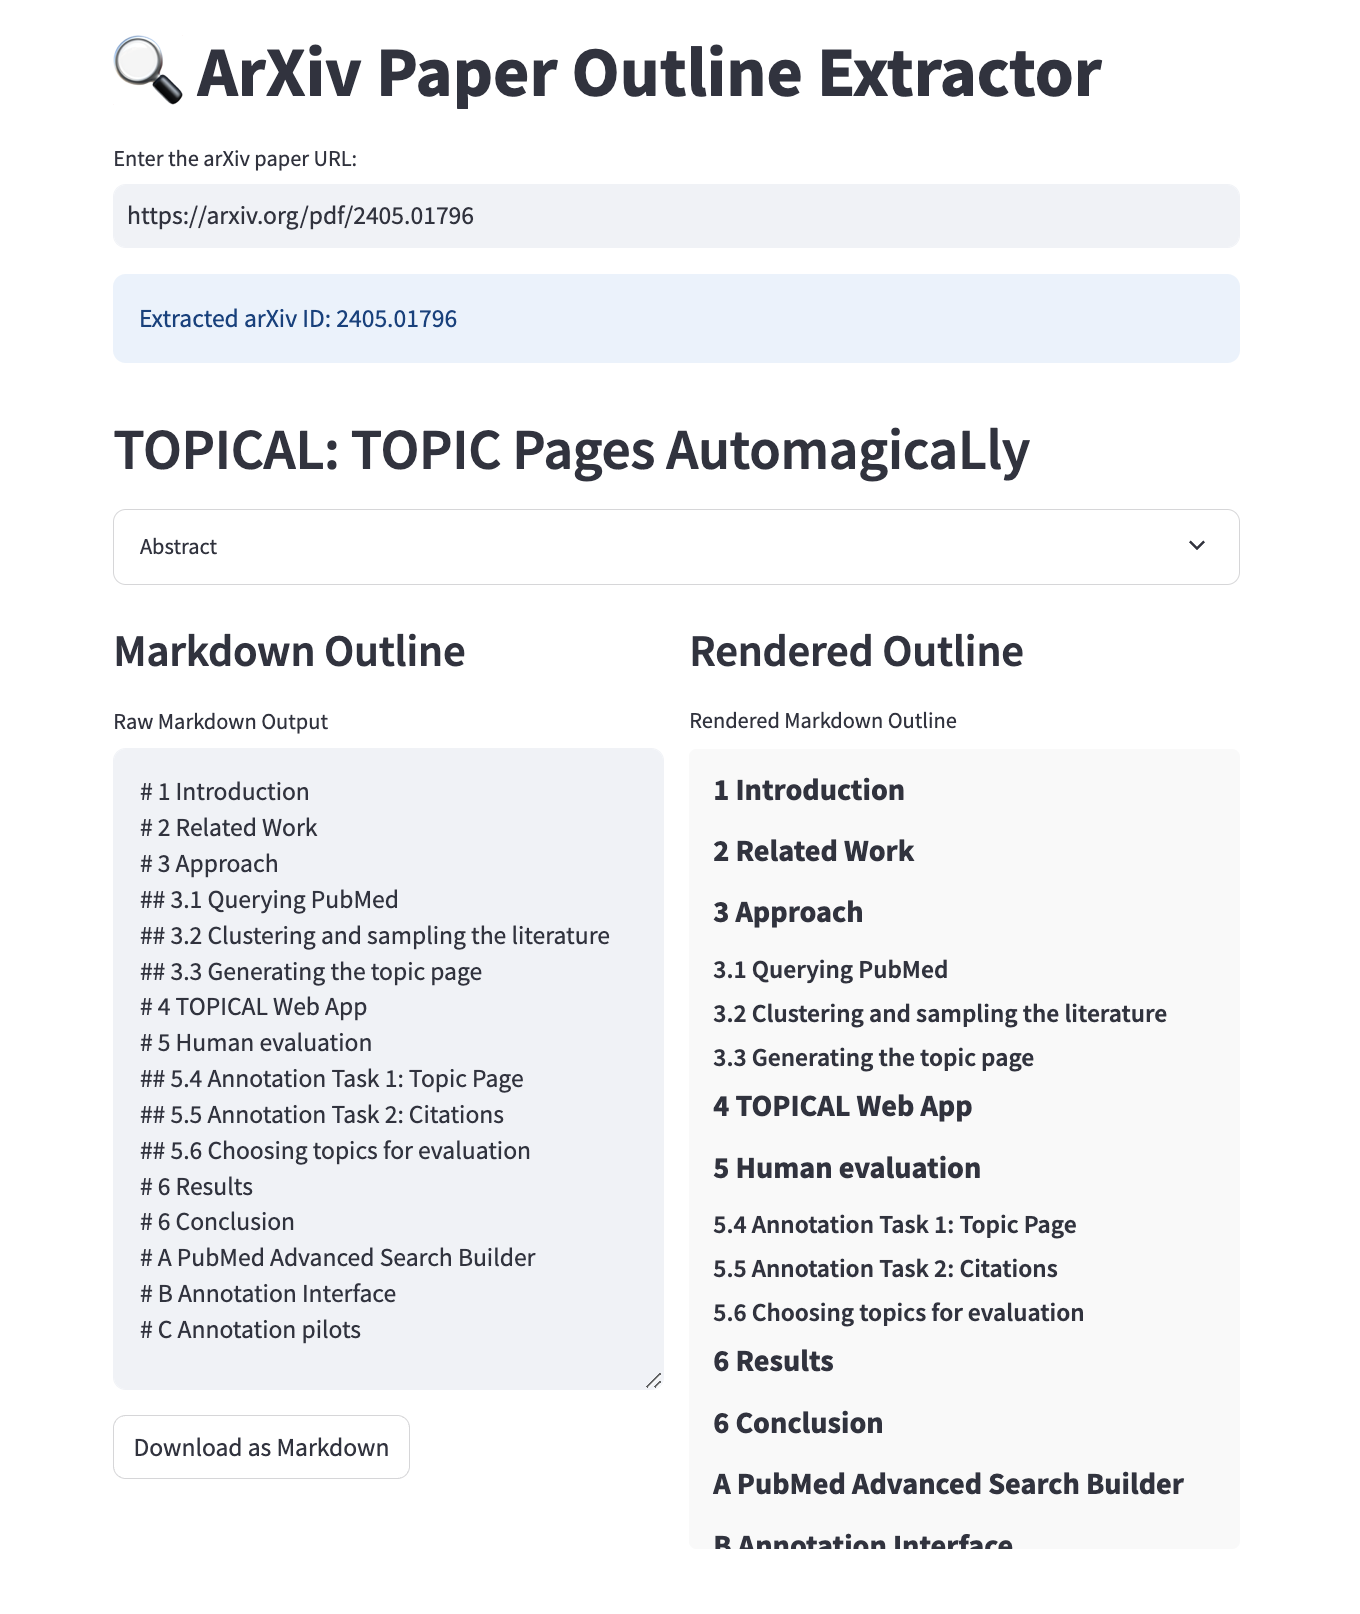 ArXiv Paper Outline Extractor
Enter the arXiv paper URL:
https://arxiv.org/pdf/2405.01796
Extracted arXiv ID: 2405.01796
TOPICAL: TOPIC Pages AutomagicaLly
Abstract
Markdown Outline
Raw Markdown Output
# 1 Introduction
# 2 Related Work
# 3 Approach
## 3.1 Querying PubMed
## 3.2 Clustering and sampling the literature
## 3.3 Generating the topic page
# 4 TOPICAL Web App
# 5 Human evaluation
## 5.4 Annotation Task 1: Topic Page
## 5.5 Annotation Task 2: Citations
## 5.6 Choosing topics for evaluation
# 6 Results
# 6 Conclusion
# A PubMed Advanced Search Builder
# B Annotation Interface
# C Annotation pilots
Download as Markdown
Rendered Outline
Rendered Markdown Outline
1 Introduction
2 Related Work
3 Approach
3.1 Querying PubMed
3.2 Clustering and sampling the literature
3.3 Generating the topic page
4 TOPICAL Web App
5 Human evaluation
5.4 Annotation Task 1: Topic Page
5.5 Annotation Task 2: Citations
5.6 Choosing topics for evaluation
6 Results
6 Conclusion
A PubMed Advanced Search Builder
B Annotation Interface